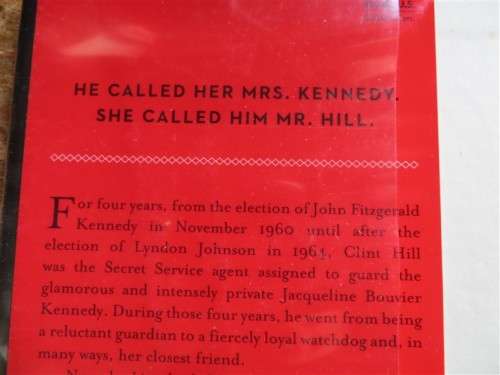 HE CALLED HER MRS. KENNEDY.
SHE CALLED HIM MR. HILL.
For four years, from the election of John Fitzgerald
Kennedy in November 1960 until after the
election of Lyndon Johnson in 1964, Clint Hill
was the Secret Service agent assigned to guard the
glamorous and intensely private Jacqueline Bouvier
Kennedy. During those four years, he went from being
a reluctant guardian to a fiercely loyal watchdog and, in
many ways, her closest friend.